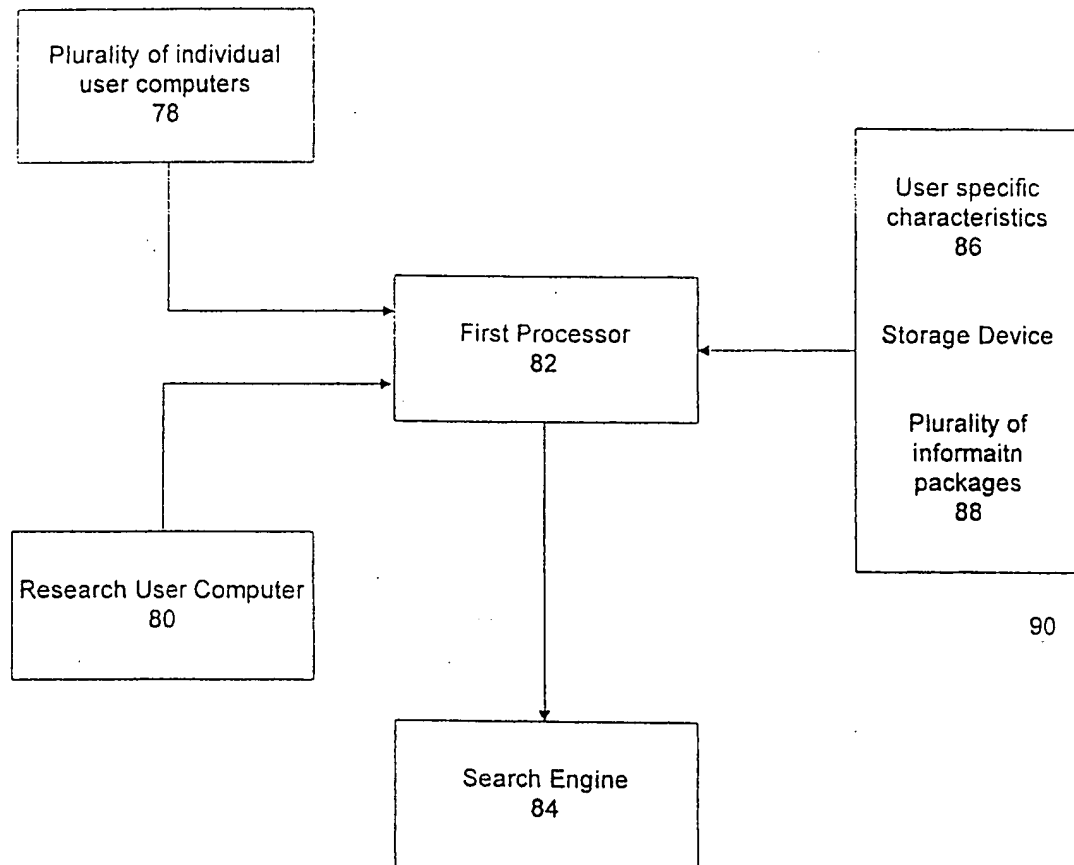 Plurality of individual
user computers
78
User specific
characteristics
86
First Processor
82
Storage Device
Plurality of
informaitn
packages
88
Research User Computer
80
90
Search Engine
84